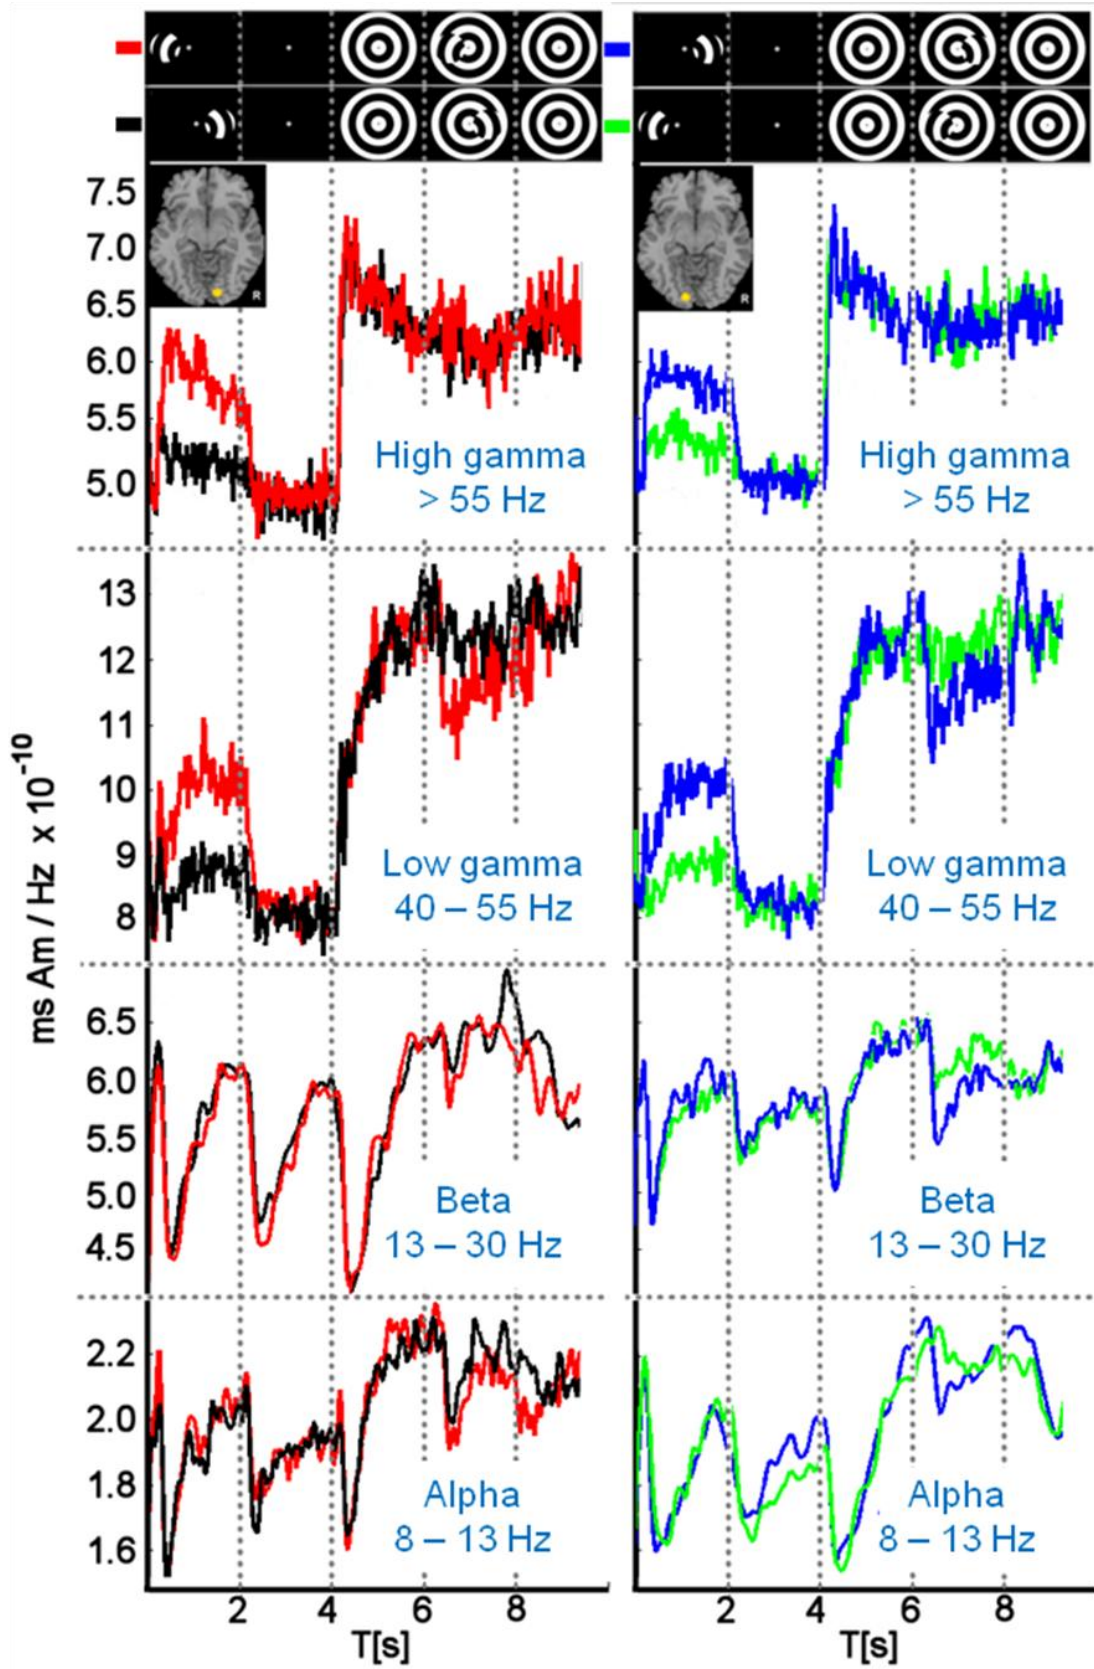 R
R
7.5
7.0
6.5
6.0
5.5
5.0
High gamma
> 55 Hz
High gamma
> 55 Hz
13
12
11
10
9
8
Low gamma
40 – 55 Hz
Low gamma
40 – 55 Hz
ms Am / Hz x 10-10
6.5
6.0
5.5
5.0
4.5
Beta
13 – 30 Hz
Beta
13 – 30 Hz
2.2
2.0
1.8
1.6
Alpha
8 – 13 Hz
Alpha
8 – 13 Hz
2 4 6 8
T[s]
2 4 6 8
T[s]